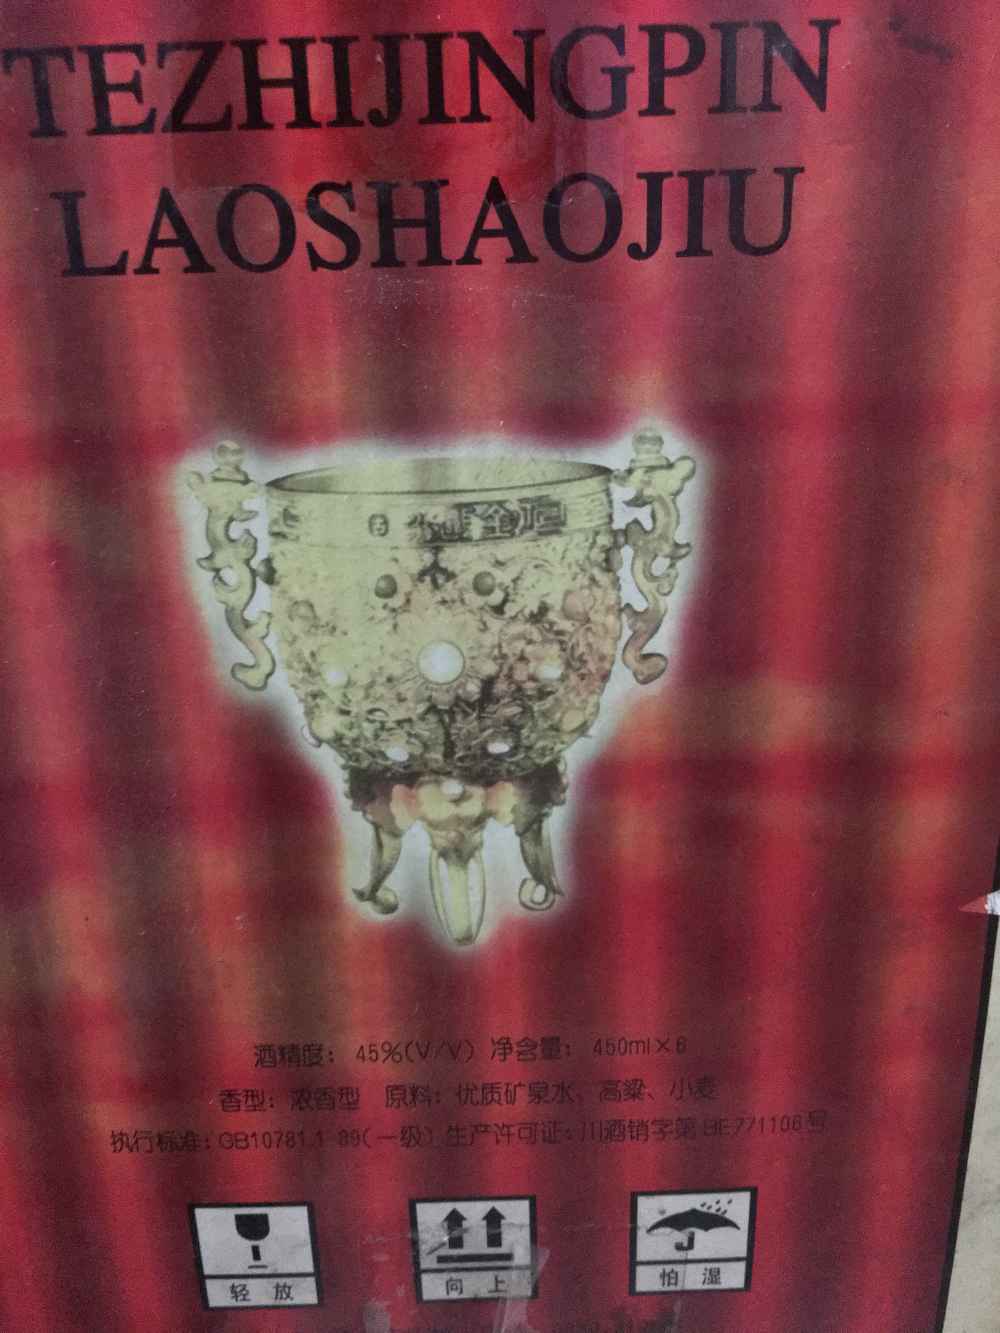 TEZHIJINGPIN
LAOSHAOJIU
酒精度: 45%(V/V) 净含量: 450ml×6
香型: 浓香型 原料: 优质矿泉水、高粱、小麦
执行标准: GB10781.1-89(一级) 生产许可证: 川酒销字第BE771106号
轻放
向上
怕湿